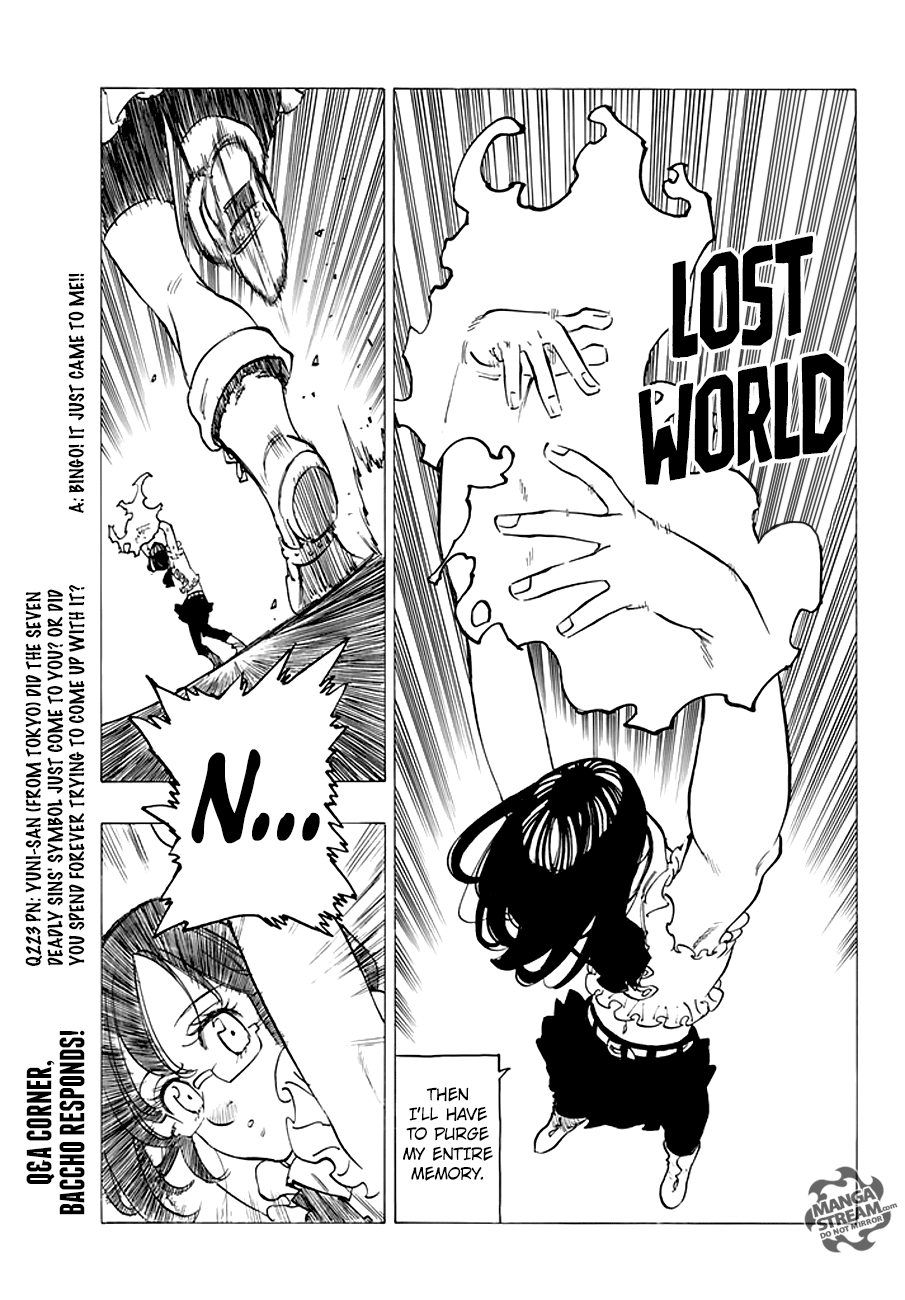 LOST
WORLD
THEN
I'LL HAVE
TO PURGE
MY ENTIRE
MEMORY.
N...
Q&A CORNER,
BACCHO RESPONDS!
Q223 PN: YUNI-SAN (FROM TOKYO) DID THE SEVEN
DEADLY SINS' SYMBOL JUST COME TO YOU? OR DID
YOU SPEND FOREVER TRYING TO COME UP WITH IT?
A: BINGO! IT JUST CAME TO ME!!
MANGA
STREAM.com
DO NOT MIRROR